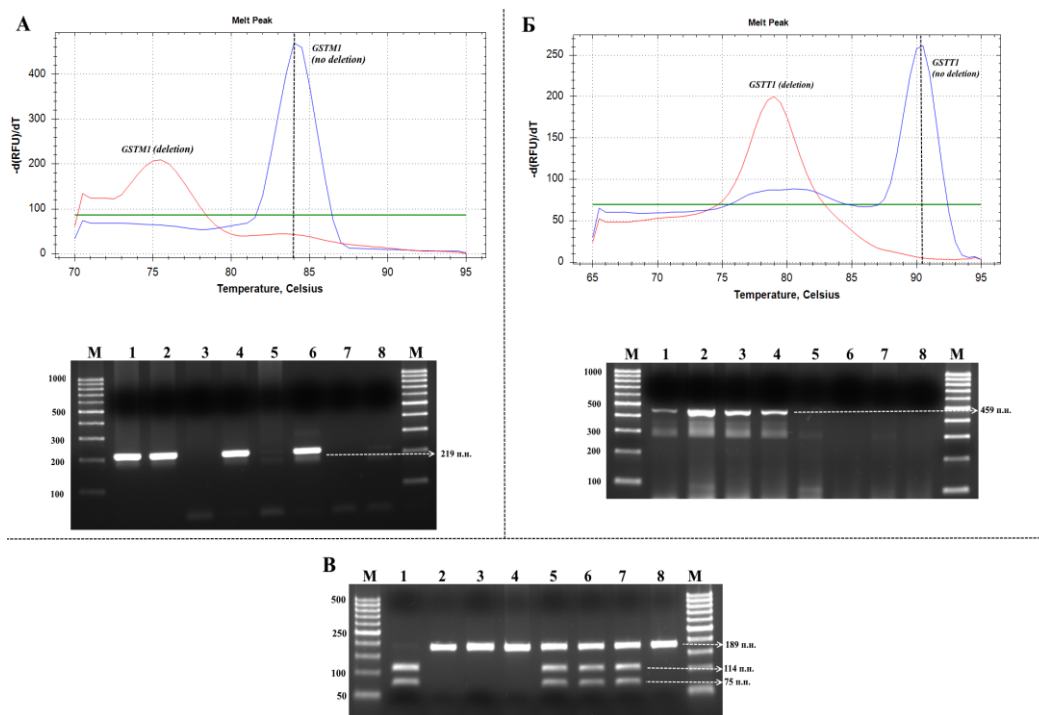 А
Melt Peak
GSTM1
(no deletion)
GSTM1 (deletion)
-d(RFU)/dT
400
300
200
100
0
70 75 80 85 90 95
Temperature, Celsius
M 1 2 3 4 5 6 7 8 M
1000
500
300
200
100
219 п.н.
Б
Melt Peak
GSTT1
(no deletion)
GSTT1 (deletion)
-d(RFU)/dT
250
200
150
100
50
0
65 70 75 80 85 90 95
Temperature, Celsius
M 1 2 3 4 5 6 7 8 M
1000
500
300
200
100
459 п.н.
В
M 1 2 3 4 5 6 7 8 M
500
250
100
50
189 п.н.
114 п.н.
75 п.н.